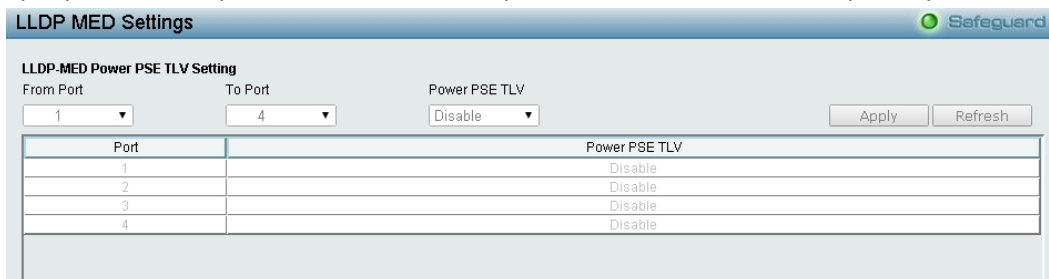 LLDP MED Settings Safeguard
LLDP-MED Power PSE TLV Setting
From Port To Port Power PSE TLV
1 4 Disable Apply Refresh
Port Power PSE TLV
1 Disable
2 Disable
3 Disable
4 Disable